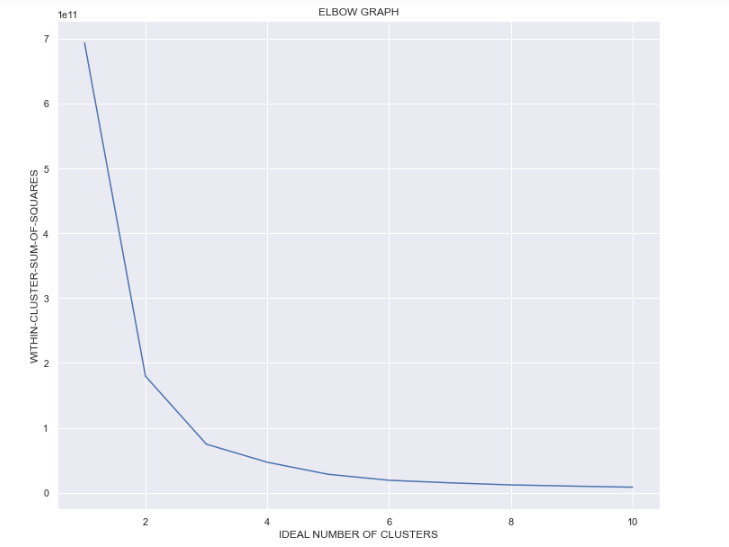 ELBOW GRAPH
1e11
7
6
5
4
3
2
1
0
WITHIN-CLUSTER-SUM-OF-SQUARES
2 4 6 8 10
IDEAL NUMBER OF CLUSTERS